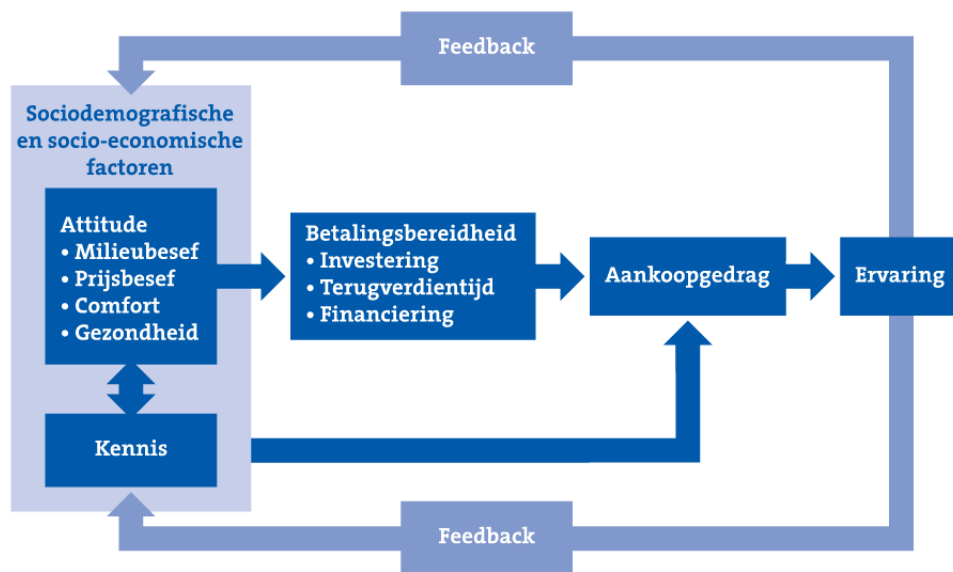 Feedback
Sociodemografische
en socio-economische
factoren
Attitude
• Milieubesef
• Prijsbesef
• Comfort
• Gezondheid
Betalingsbereidheid
• Investering
• Terugverdientijd
• Financiering
Aankoopgedrag
Ervaring
Kennis
Feedback